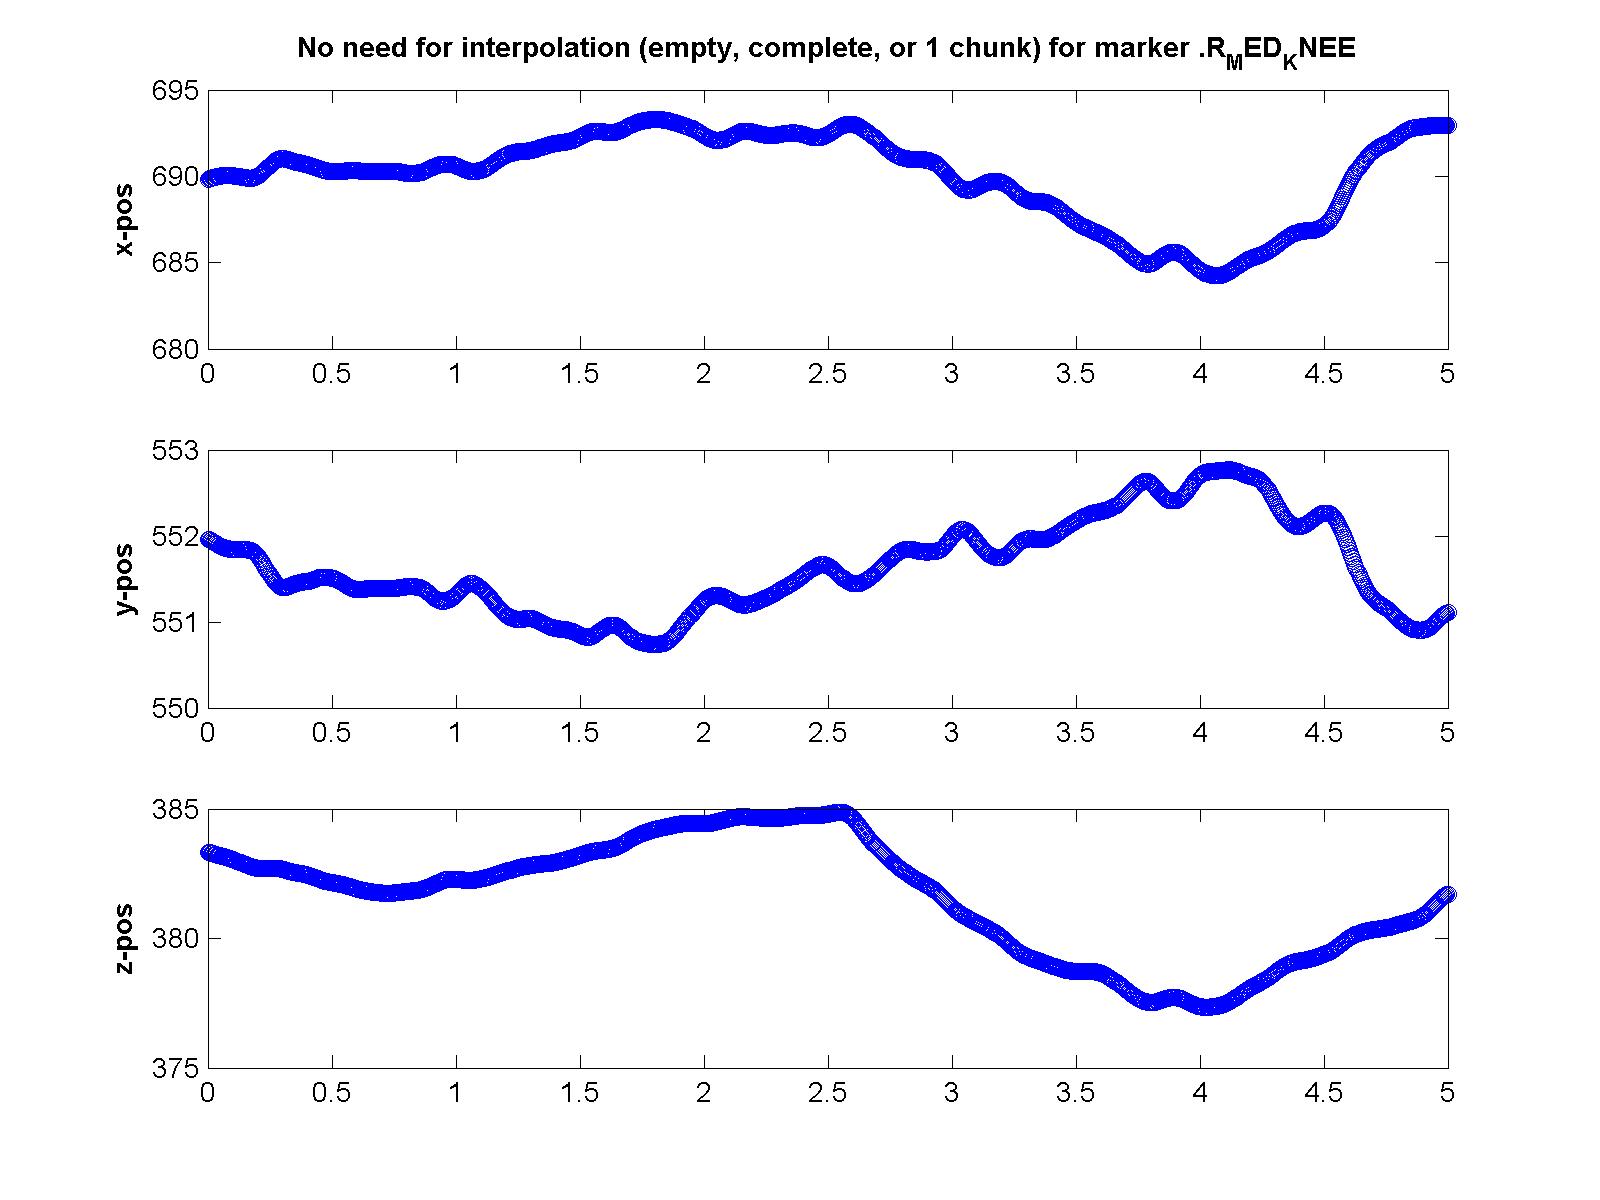 No need for interpolation (empty, complete, or 1 chunk) for marker .R_MED_KNEE
695
690
685
680
x-pos
0 0.5 1 1.5 2 2.5 3 3.5 4 4.5 5
553
552
551
550
y-pos
0 0.5 1 1.5 2 2.5 3 3.5 4 4.5 5
385
380
375
z-pos
0 0.5 1 1.5 2 2.5 3 3.5 4 4.5 5